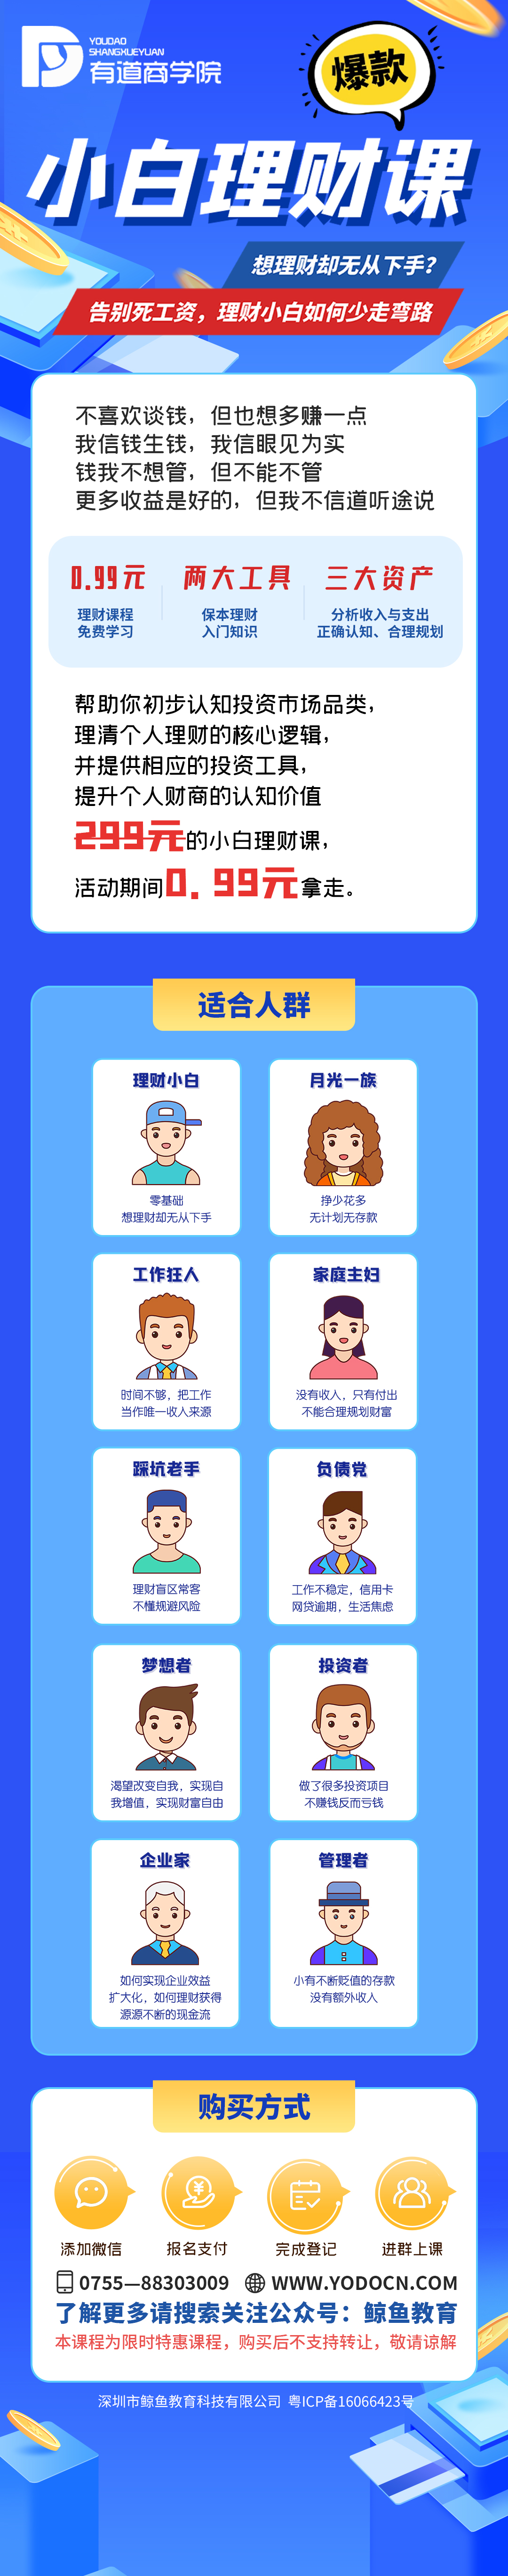 YOUDAO
SHANGXUEYUAN
有道商学院
爆款
小白理财课
想理财却无从下手?
告别死工资，理财小白如何少走弯路
不喜欢谈钱，但也想多赚一点
我信钱生钱，我信眼见为实
钱我不想管，但不能不管
更多收益是好的，但我不信道听途说
0.99元 两大工具 三大资产
理财课程 保本理财 分析收入与支出
免费学习 入门知识 正确认知、合理规划
帮助你初步认知投资市场品类，
理清个人理财的核心逻辑，
并提供相应的投资工具，
提升个人财商的认知价值
299元的小白理财课，
活动期间0.99元拿走。
适合人群
理财小白
零基础
想理财却无从下手
月光一族
挣少花多
无计划无存款
工作狂人
时间不够，把工作
当作唯一收入来源
家庭主妇
没有收入，只有付出
不能合理规划财富
踩坑老手
理财盲区常客
不懂规避风险
负债党
工作不稳定，信用卡
网贷逾期，生活焦虑
梦想者
渴望改变自我，实现自
我增值，实现财富自由
投资者
做了很多投资项目
不赚钱反而亏钱
企业家
如何实现企业效益
扩大化，如何理财获得
源源不断的现金流
管理者
小有不断贬值的存款
没有额外收入
购买方式
添加微信 报名支付 完成登记 进群上课
0755—88303009 WWW.YODOCN.COM
了解更多请搜索关注公众号：鲸鱼教育
本课程为限时特惠课程，购买后不支持转让，敬请谅解
深圳市鲸鱼教育科技有限公司 粤ICP备16066423号